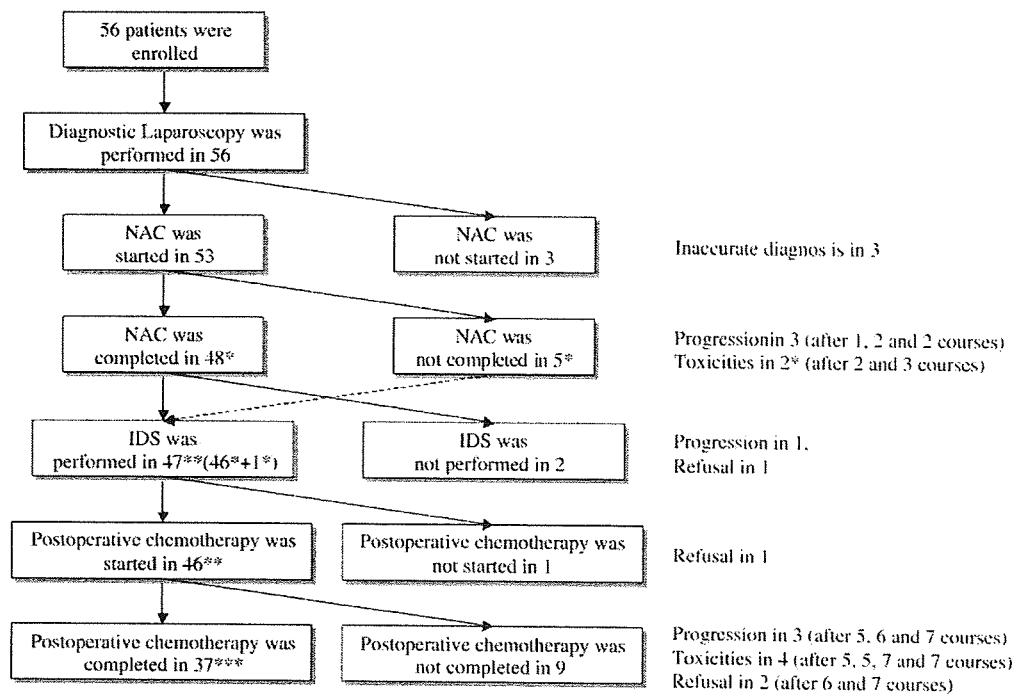 56 patients were
enrolled
Diagnostic Laparoscopy was
performed in 56
NAC was
started in 53
NAC was
not started in 3
Inaccurate diagnos is in 3
NAC was
completed in 48*
NAC was
not completed in 5*
Progressionin 3 (after 1, 2 and 2 courses)
Toxicities in 2* (after 2 and 3 courses)
IDS was
performed in 47**(46*+1*)
IDS was
not performed in 2
Progression in 1,
Refusal in 1
Postoperative chemotherapy was
started in 46**
Postoperative chemotherapy was
not started in 1
Refusal in 1
Postoperative chemotherapy was
completed in 37***
Postoperative chemotherapy was
not completed in 9
Progression in 3 (after 5, 6 and 7 courses)
Toxicities in 4 (after 5, 5, 7 and 7 courses)
Refusal in 2 (after 6 and 7 courses)